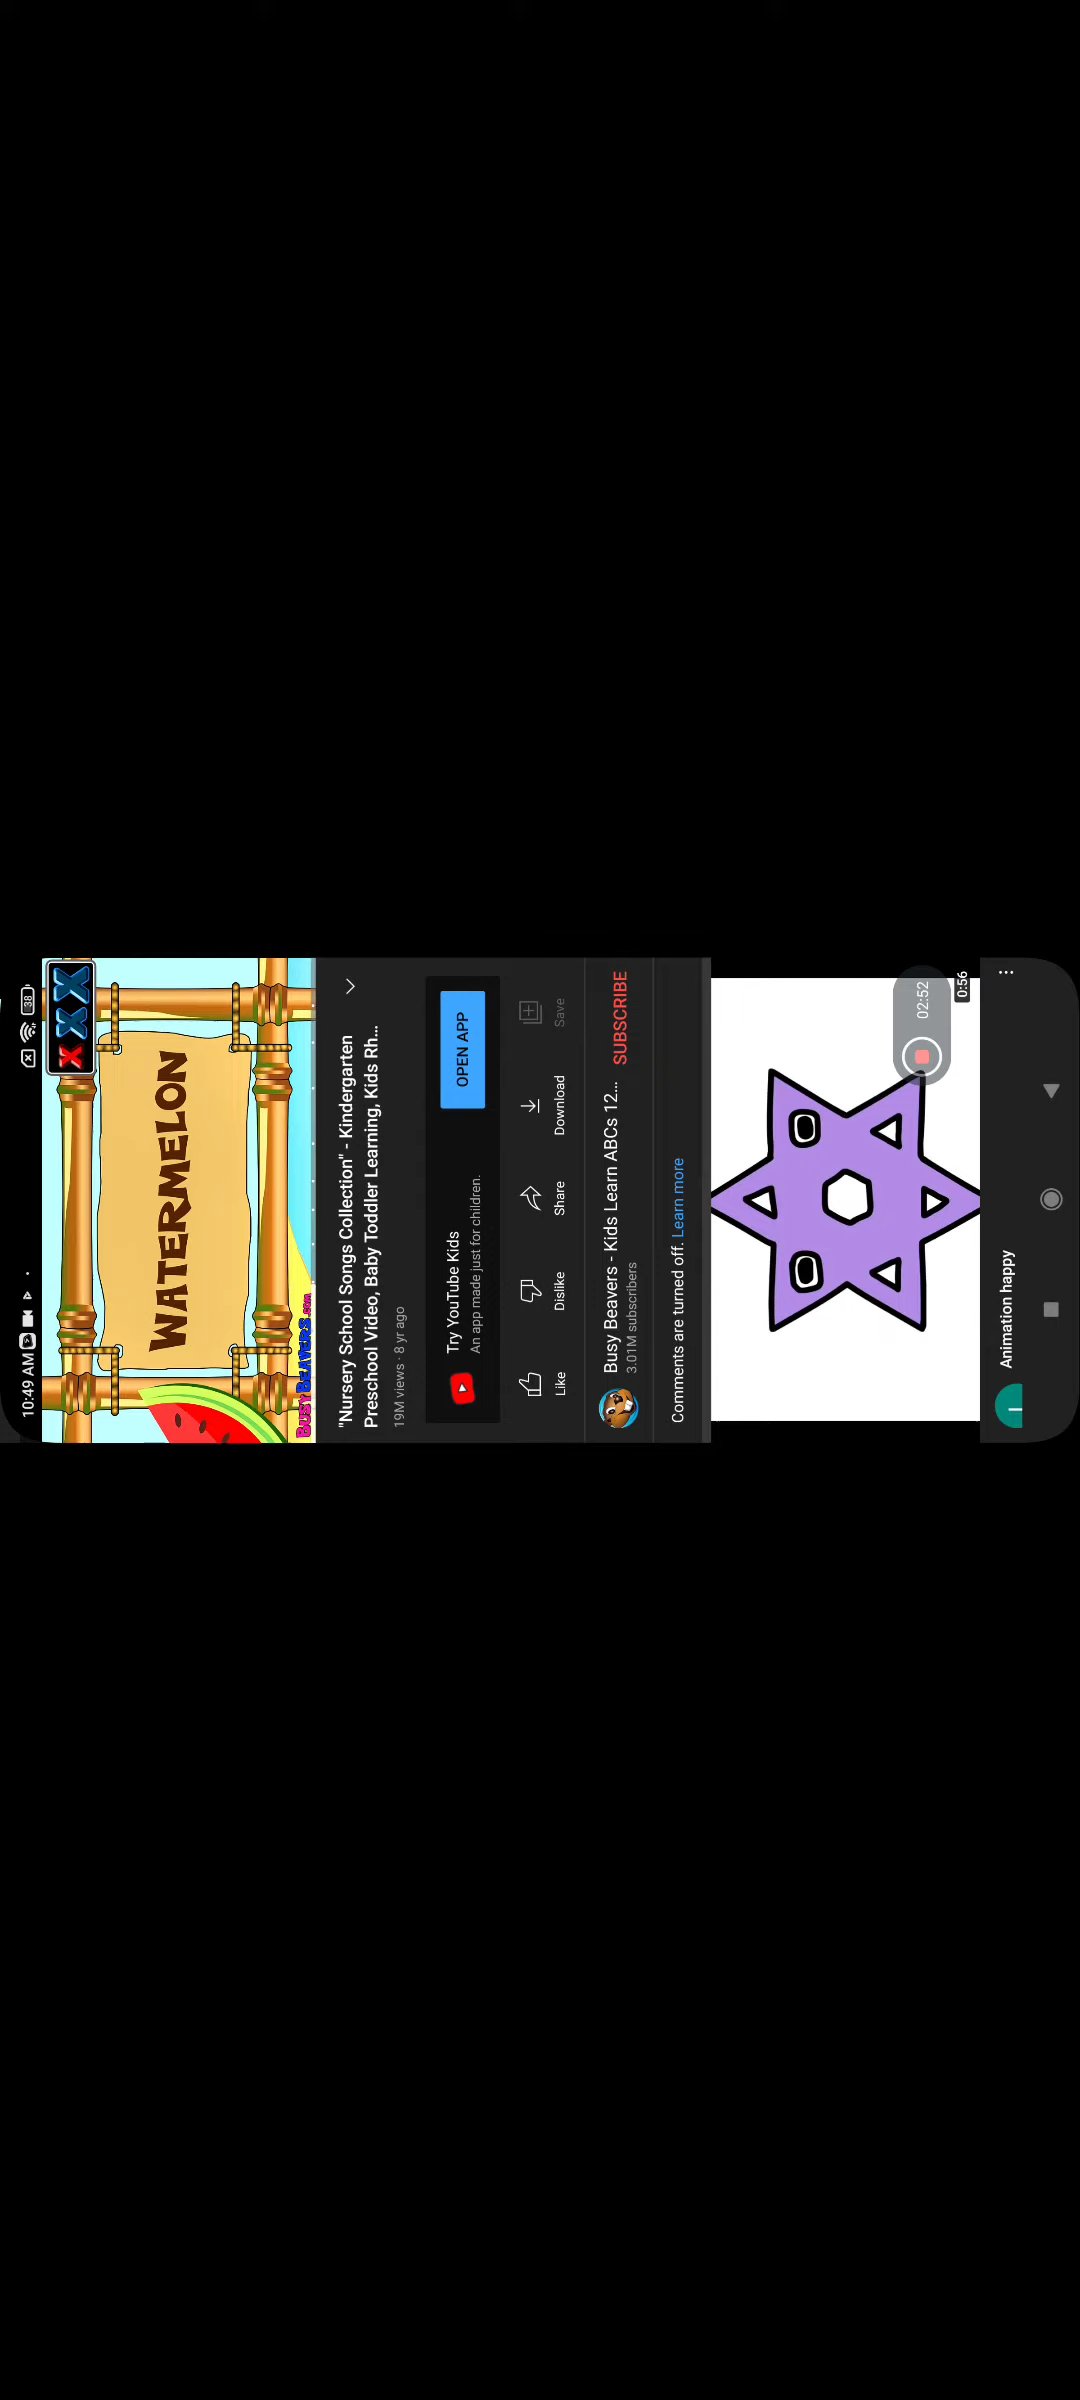 10:49 AM
38
X X X
WATERMELON
BUSY BEAVERS.com
"Nursery School Songs Collection" - Kindergarten
Preschool Video, Baby Toddler Learning, Kids Rh...
19M views · 8 yr ago
Try YouTube Kids
An app made just for children.
OPEN APP
Like
Dislike
Share
Download
Save
Busy Beavers - Kids Learn ABCs 12...
3.01M subscribers
SUBSCRIBE
Comments are turned off. Learn more
02:52
0:56
Animation happy